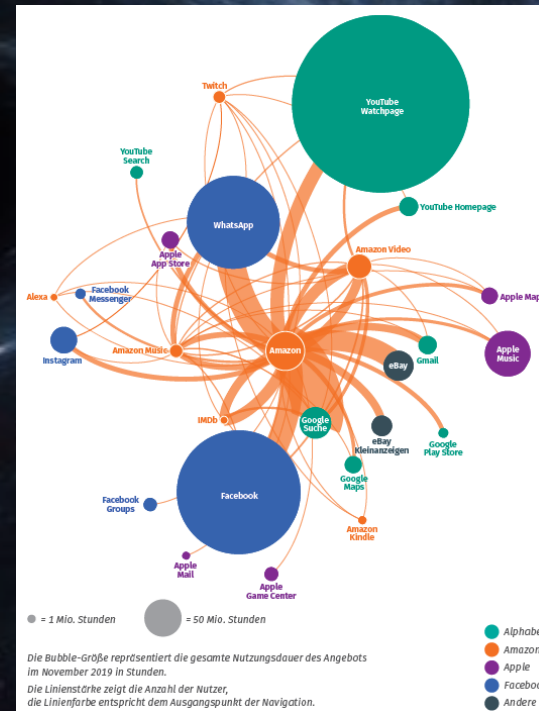 Twitch
YouTube
Watchpage
YouTube
Search
WhatsApp
YouTube Homepage
Apple
App Store
Amazon Video
Alexa
Facebook
Messenger
Apple Map
Instagram
Amazon Music
Amazon
Gmail
Apple
Music
eBay
IMDb
Google
Suche
eBay
Kleinanzeigen
Google
Play Store
Google
Maps
Facebook
Facebook
Groups
Amazon
Kindle
Apple
Mail
Apple
Game Center
= 1 Mio. Stunden
= 50 Mio. Stunden
Die Bubble-Größe repräsentiert die gesamte Nutzungsdauer des Angebots
im November 2019 in Stunden.
Die Linienstärke zeigt die Anzahl der Nutzer,
die Linienfarbe entspricht dem Ausgangspunkt der Navigation.
Alphabe
Amazon
Apple
Faceboo
Andere